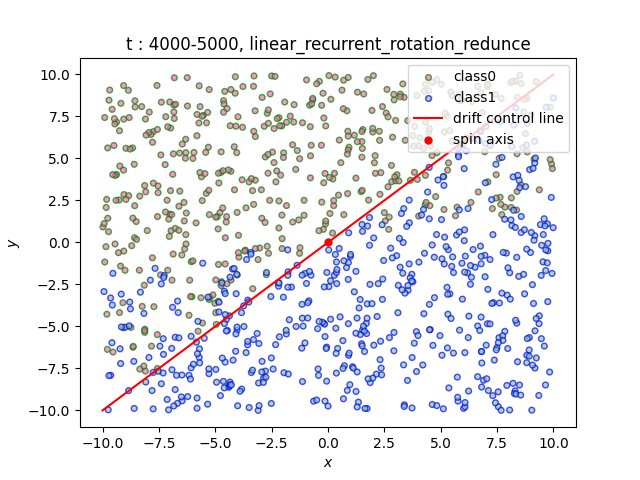 t : 4000-5000, linear_recurrent_rotation_redunce
class0
class1
drift control line
spin axis
10.0
7.5
5.0
2.5
0.0
−2.5
−5.0
−7.5
−10.0
y
−10.0 −7.5 −5.0 −2.5 0.0 2.5 5.0 7.5 10.0
x